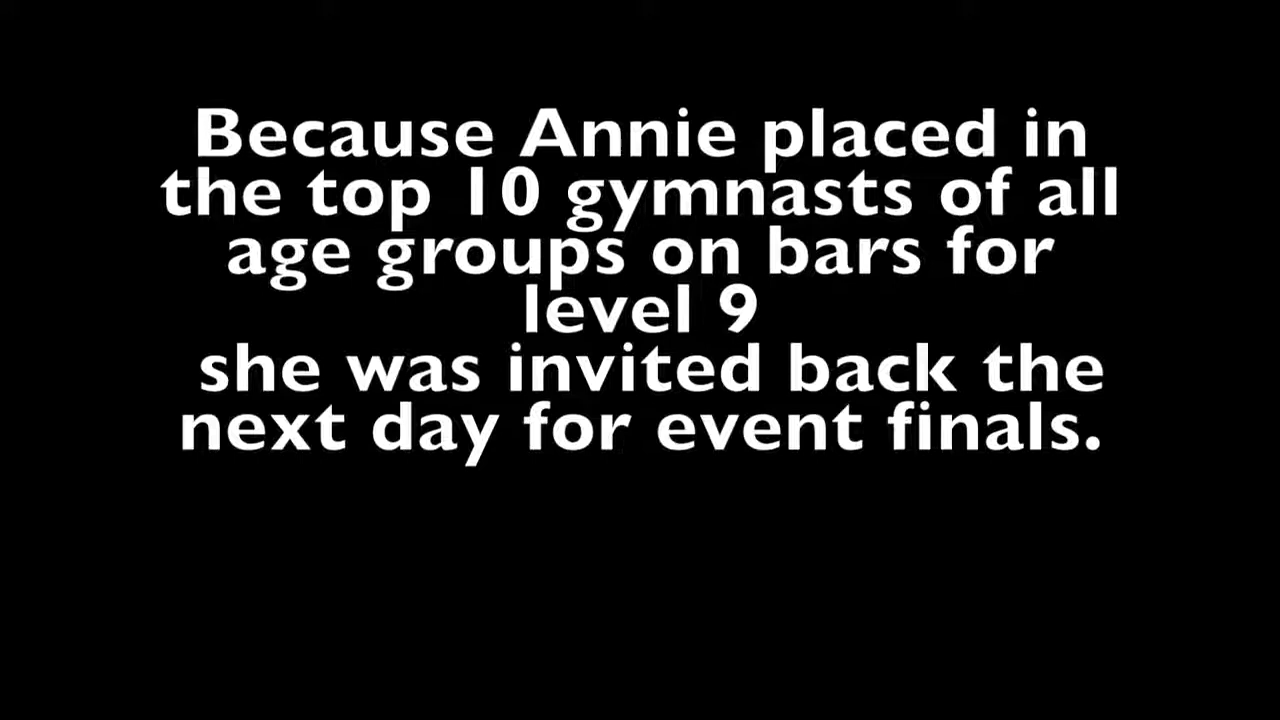 Because Annie placed in
the top 10 gymnasts of all
age groups on bars for
level 9
she was invited back the
next day for event finals.